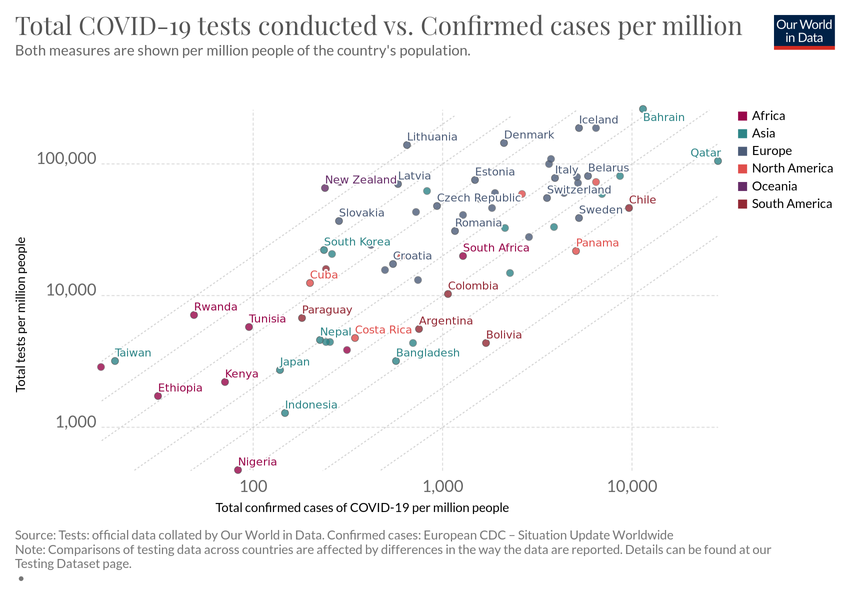 Total COVID-19 tests conducted vs. Confirmed cases per million
Both measures are shown per million people of the country's population.
Our World
in Data
Africa
Asia
Europe
North America
Oceania
South America
Total tests per million people
100,000
10,000
1,000
Bahrain
Iceland
Denmark
Lithuania
Qatar
Italy
Belarus
Estonia
Latvia
New Zealand
Switzerland
Czech Republic
Chile
Sweden
Slovakia
Romania
South Korea
Panama
South Africa
Croatia
Cuba
Colombia
Rwanda
Paraguay
Tunisia
Argentina
Nepal
Costa Rica
Bolivia
Taiwan
Bangladesh
Japan
Kenya
Ethiopia
Indonesia
Nigeria
100
1,000
10,000
Total confirmed cases of COVID-19 per million people
Source: Tests: official data collated by Our World in Data. Confirmed cases: European CDC – Situation Update Worldwide
Note: Comparisons of testing data across countries are affected by differences in the way the data are reported. Details can be found at our
Testing Dataset page.